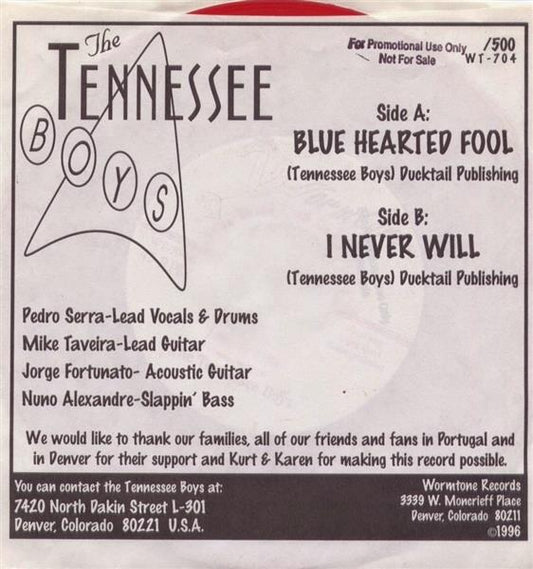 The
TENNESSEE
BOYS
For Promotional Use Only /500
Not For Sale WT-704
Side A:
BLUE HEARTED FOOL
(Tennessee Boys) Ducktail Publishing
Side B:
I NEVER WILL
(Tennessee Boys) Ducktail Publishing
Pedro Serra-Lead Vocals & Drums
Mike Taveira-Lead Guitar
Jorge Fortunato- Acoustic Guitar
Nuno Alexandre-Slappin' Bass
We would like to thank our families, all of our friends and fans in Portugal and
in Denver for their support and Kurt & Karen for making this record possible.
You can contact the Tennessee Boys at:
7420 North Dakin Street L-301
Denver, Colorado 80221 U.S.A.
Wormtone Records
3339 W. Moncrieff Place
Denver, Colorado 80211
©1996